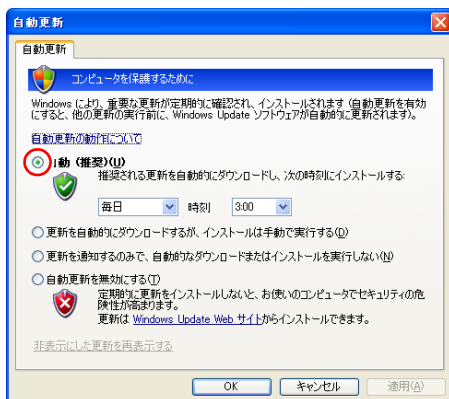 自動更新
自動更新
コンピュータを保護するために
Windows により、重要な更新が定期的に確認され、インストールされます (自動更新を有効
にすると、他の更新の実行前に、Windows Update ソフトウェアが自動的に更新されます)。
自動更新の動作について
動 (推奨)(U)
推奨される更新を自動的にダウンロードし、次の時刻にインストールする:
毎日 時刻 3:00
更新を自動的にダウンロードするが、インストールは手動で実行する(D)
更新を通知するのみで、自動的なダウンロードまたはインストールを実行しない(N)
自動更新を無効にする(T)
定期的に更新をインストールしないと、お使いのコンピュータでセキュリティの危
険性が高まります。
更新は Windows Update Web サイトからインストールできます。
非表示にした更新を再表示する
OK キャンセル 適用(A)